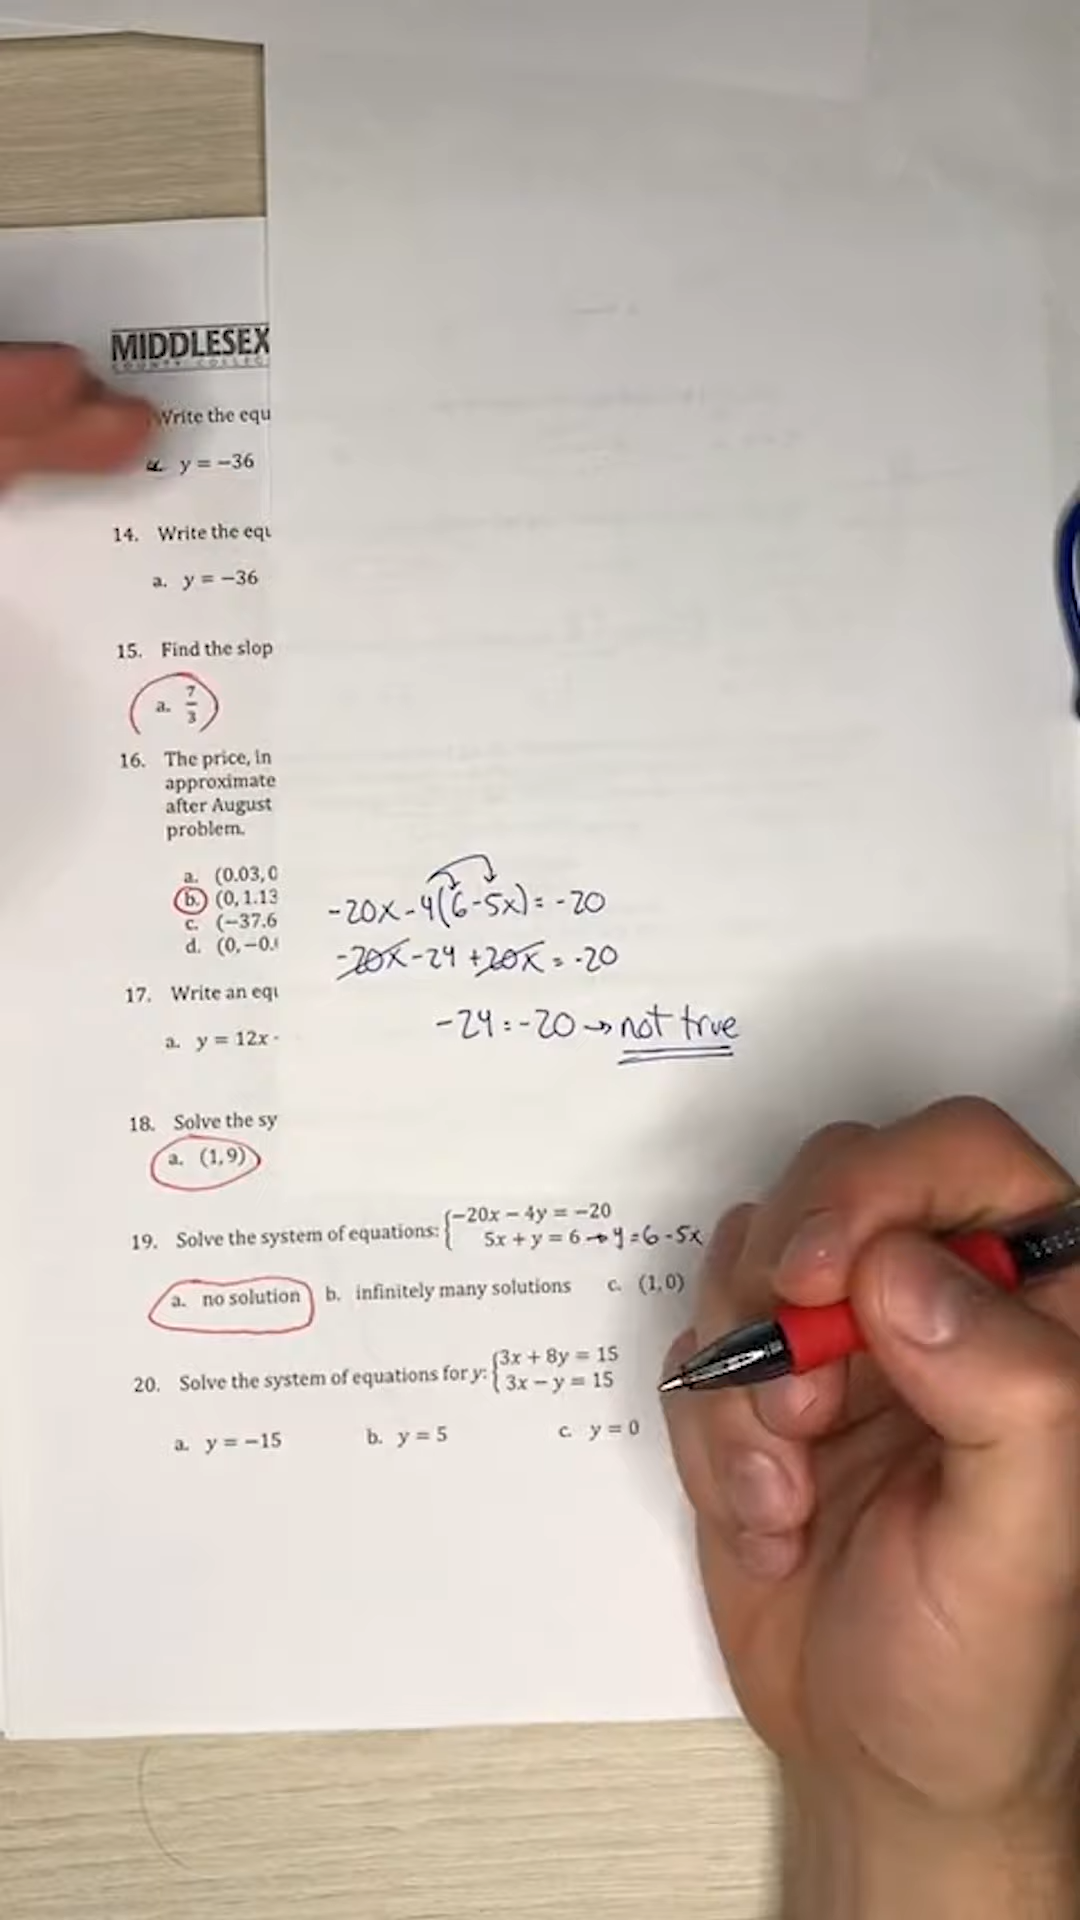 MIDDLESEX
Write the equ
y = −36
14. Write the equ
a. y = −36
15. Find the slop
a. 7/3
16. The price, in
approximate
after August
problem.
a. (0.03, 0
b. (0, 1.13
c. (−37.6
d. (0, −0.
-20x-4(6-5x)=-20
-20x-24+20x=-20
-24=-20→not true
17. Write an equ
a. y = 12x -
18. Solve the sy
a. (1,9)
19. Solve the system of equations: {−20x − 4y = −20
5x + y = 6→y=6-5x
a. no solution b. infinitely many solutions c. (1,0)
20. Solve the system of equations for y: {3x + 8y = 15
3x − y = 15
a. y = −15 b. y = 5 c. y = 0